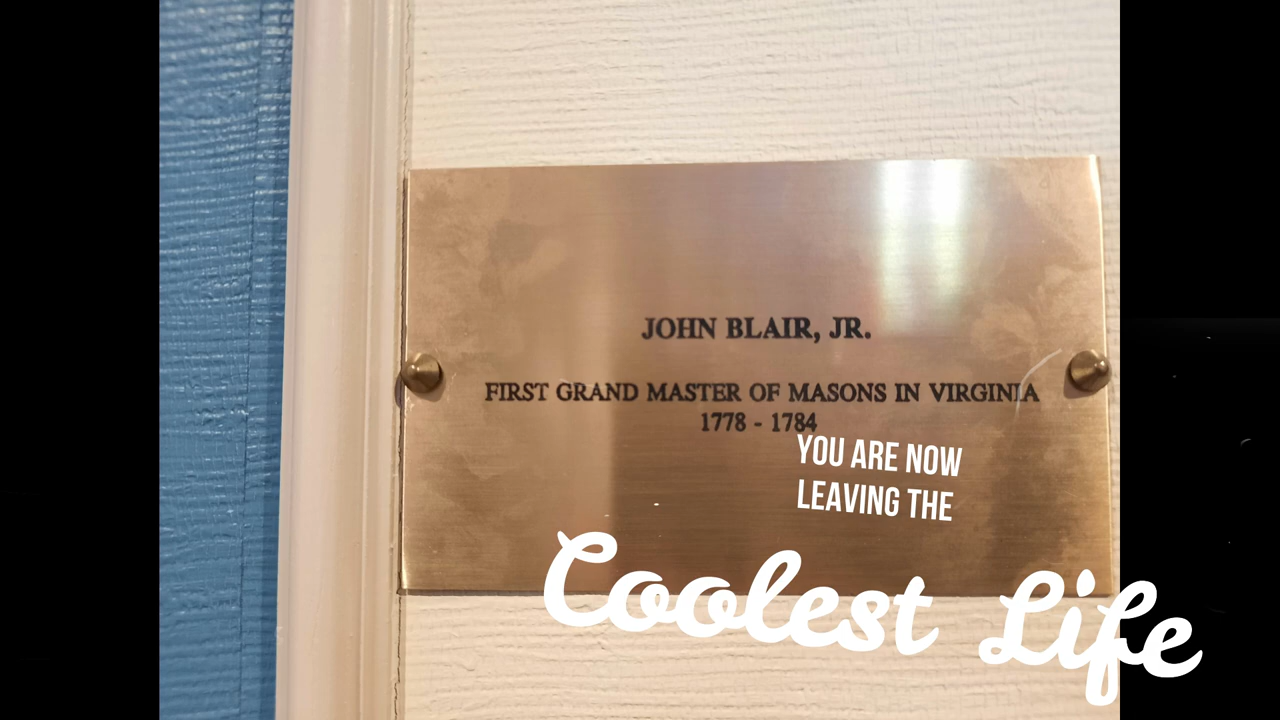 JOHN BLAIR, JR.
FIRST GRAND MASTER OF MASONS IN VIRGINIA
1778 - 1784
YOU ARE NOW
LEAVING THE
Coolest Life